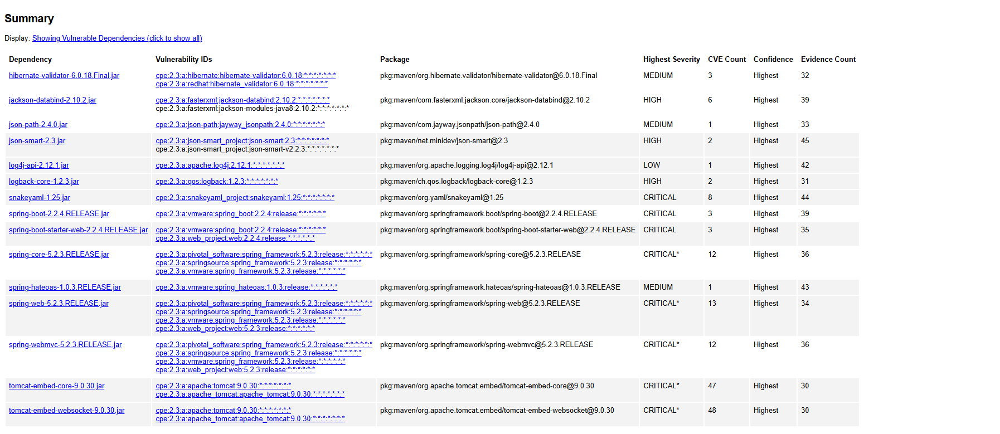 Summary
Display: Showing Vulnerable Dependencies (click to show all)
Dependency Vulnerability IDs Package Highest Severity CVE Count Confidence Evidence Count
hibernate-validator-6.0.18.Final.jar cpe:2.3:a:hibernate:hibernate-validator:6.0.18:*:*:*:*:*:*:* pkg:maven/org.hibernate.validator/hibernate-validator@6.0.18.Final MEDIUM 3 Highest 32
cpe:2.3:a:redhat:hibernate_validator:6.0.18:*:*:*:*:*:*:*
jackson-databind-2.10.2.jar cpe:2.3:a:fasterxml:jackson-databind:2.10.2:*:*:*:*:*:*:* pkg:maven/com.fasterxml.jackson.core/jackson-databind@2.10.2 HIGH 6 Highest 39
cpe:2.3:a:fasterxml:jackson-modules-java8:2.10.2:*:*:*:*:*:*:*
json-path-2.4.0.jar cpe:2.3:a:json-path:jayway_jsonpath:2.4.0:*:*:*:*:*:*:* pkg:maven/com.jayway.jsonpath/json-path@2.4.0 MEDIUM 1 Highest 33
json-smart-2.3.jar cpe:2.3:a:json-smart_project:json-smart:2.3:*:*:*:*:*:*:* pkg:maven/net.minidev/json-smart@2.3 HIGH 2 Highest 45
cpe:2.3:a:json-smart_project:json-smart-v2:2.3:*:*:*:*:*:*:*
log4j-api-2.12.1.jar cpe:2.3:a:apache:log4j:2.12.1:*:*:*:*:*:*:* pkg:maven/org.apache.logging.log4j/log4j-api@2.12.1 LOW 1 Highest 42
logback-core-1.2.3.jar cpe:2.3:a:qos:logback:1.2.3:*:*:*:*:*:*:* pkg:maven/ch.qos.logback/logback-core@1.2.3 HIGH 2 Highest 31
snakeyaml-1.25.jar cpe:2.3:a:snakeyaml_project:snakeyaml:1.25:*:*:*:*:*:*:* pkg:maven/org.yaml/snakeyaml@1.25 CRITICAL 8 Highest 44
spring-boot-2.2.4.RELEASE.jar cpe:2.3:a:vmware:spring_boot:2.2.4:release:*:*:*:*:*:* pkg:maven/org.springframework.boot/spring-boot@2.2.4.RELEASE CRITICAL 3 Highest 39
spring-boot-starter-web-2.2.4.RELEASE.jar cpe:2.3:a:vmware:spring_boot:2.2.4:release:*:*:*:*:*:* pkg:maven/org.springframework.boot/spring-boot-starter-web@2.2.4.RELEASE CRITICAL 3 Highest 35
cpe:2.3:a:web_project:web:2.2.4:release:*:*:*:*:*:*
spring-core-5.2.3.RELEASE.jar cpe:2.3:a:pivotal_software:spring_framework:5.2.3:release:*:*:*:*:*:* pkg:maven/org.springframework/spring-core@5.2.3.RELEASE CRITICAL* 12 Highest 36
cpe:2.3:a:springsource:spring_framework:5.2.3:release:*:*:*:*:*:*
cpe:2.3:a:vmware:spring_framework:5.2.3:release:*:*:*:*:*:*
spring-hateoas-1.0.3.RELEASE.jar cpe:2.3:a:vmware:spring_hateoas:1.0.3:release:*:*:*:*:*:* pkg:maven/org.springframework.hateoas/spring-hateoas@1.0.3.RELEASE MEDIUM 1 Highest 43
spring-web-5.2.3.RELEASE.jar cpe:2.3:a:pivotal_software:spring_framework:5.2.3:release:*:*:*:*:*:* pkg:maven/org.springframework/spring-web@5.2.3.RELEASE CRITICAL* 13 Highest 34
cpe:2.3:a:springsource:spring_framework:5.2.3:release:*:*:*:*:*:*
cpe:2.3:a:vmware:spring_framework:5.2.3:release:*:*:*:*:*:*
cpe:2.3:a:web_project:web:5.2.3:release:*:*:*:*:*:*
spring-webmvc-5.2.3.RELEASE.jar cpe:2.3:a:pivotal_software:spring_framework:5.2.3:release:*:*:*:*:*:* pkg:maven/org.springframework/spring-webmvc@5.2.3.RELEASE CRITICAL* 12 Highest 36
cpe:2.3:a:springsource:spring_framework:5.2.3:release:*:*:*:*:*:*
cpe:2.3:a:vmware:spring_framework:5.2.3:release:*:*:*:*:*:*
cpe:2.3:a:web_project:web:5.2.3:release:*:*:*:*:*:*
tomcat-embed-core-9.0.30.jar cpe:2.3:a:apache:tomcat:9.0.30:*:*:*:*:*:*:* pkg:maven/org.apache.tomcat.embed/tomcat-embed-core@9.0.30 CRITICAL* 47 Highest 30
cpe:2.3:a:apache_tomcat:apache_tomcat:9.0.30:*:*:*:*:*:*:*
tomcat-embed-websocket-9.0.30.jar cpe:2.3:a:apache:tomcat:9.0.30:*:*:*:*:*:*:* pkg:maven/org.apache.tomcat.embed/tomcat-embed-websocket@9.0.30 CRITICAL* 48 Highest 30
cpe:2.3:a:apache_tomcat:apache_tomcat:9.0.30:*:*:*:*:*:*:*